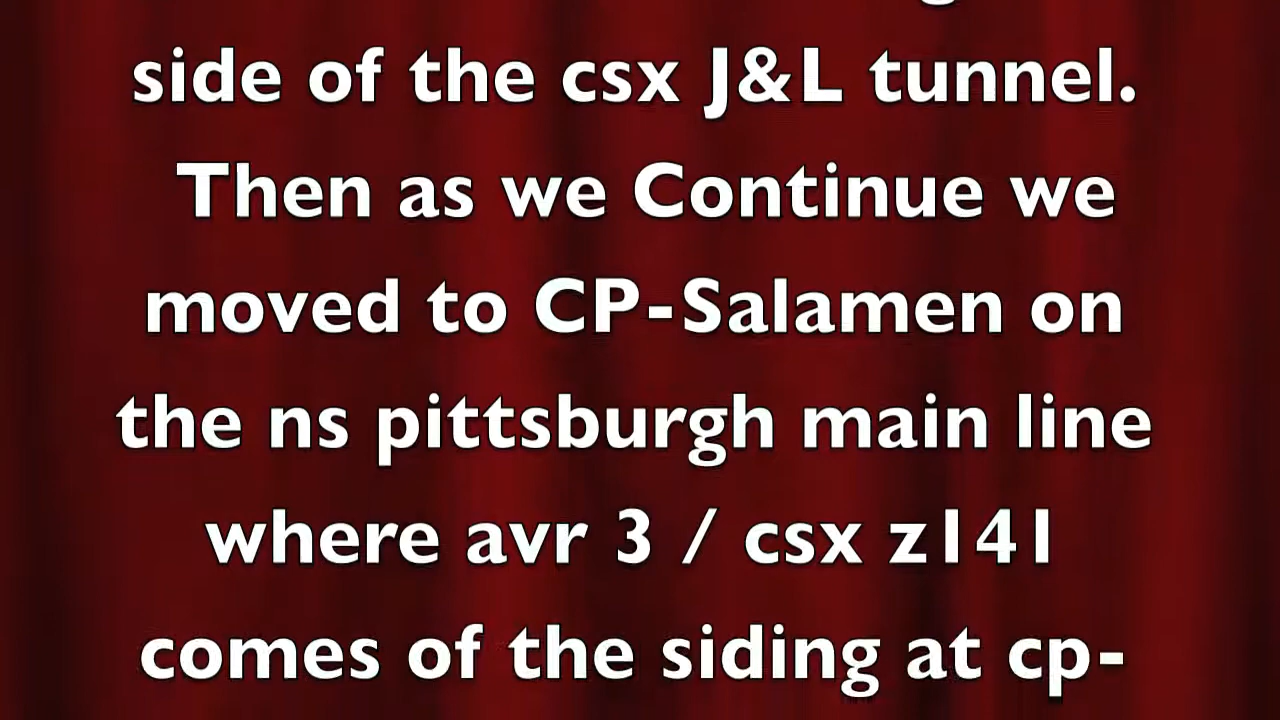 side of the csx J&L tunnel.
Then as we Continue we
moved to CP-Salamen on
the ns pittsburgh main line
where avr 3 / csx z141
comes of the siding at cp-